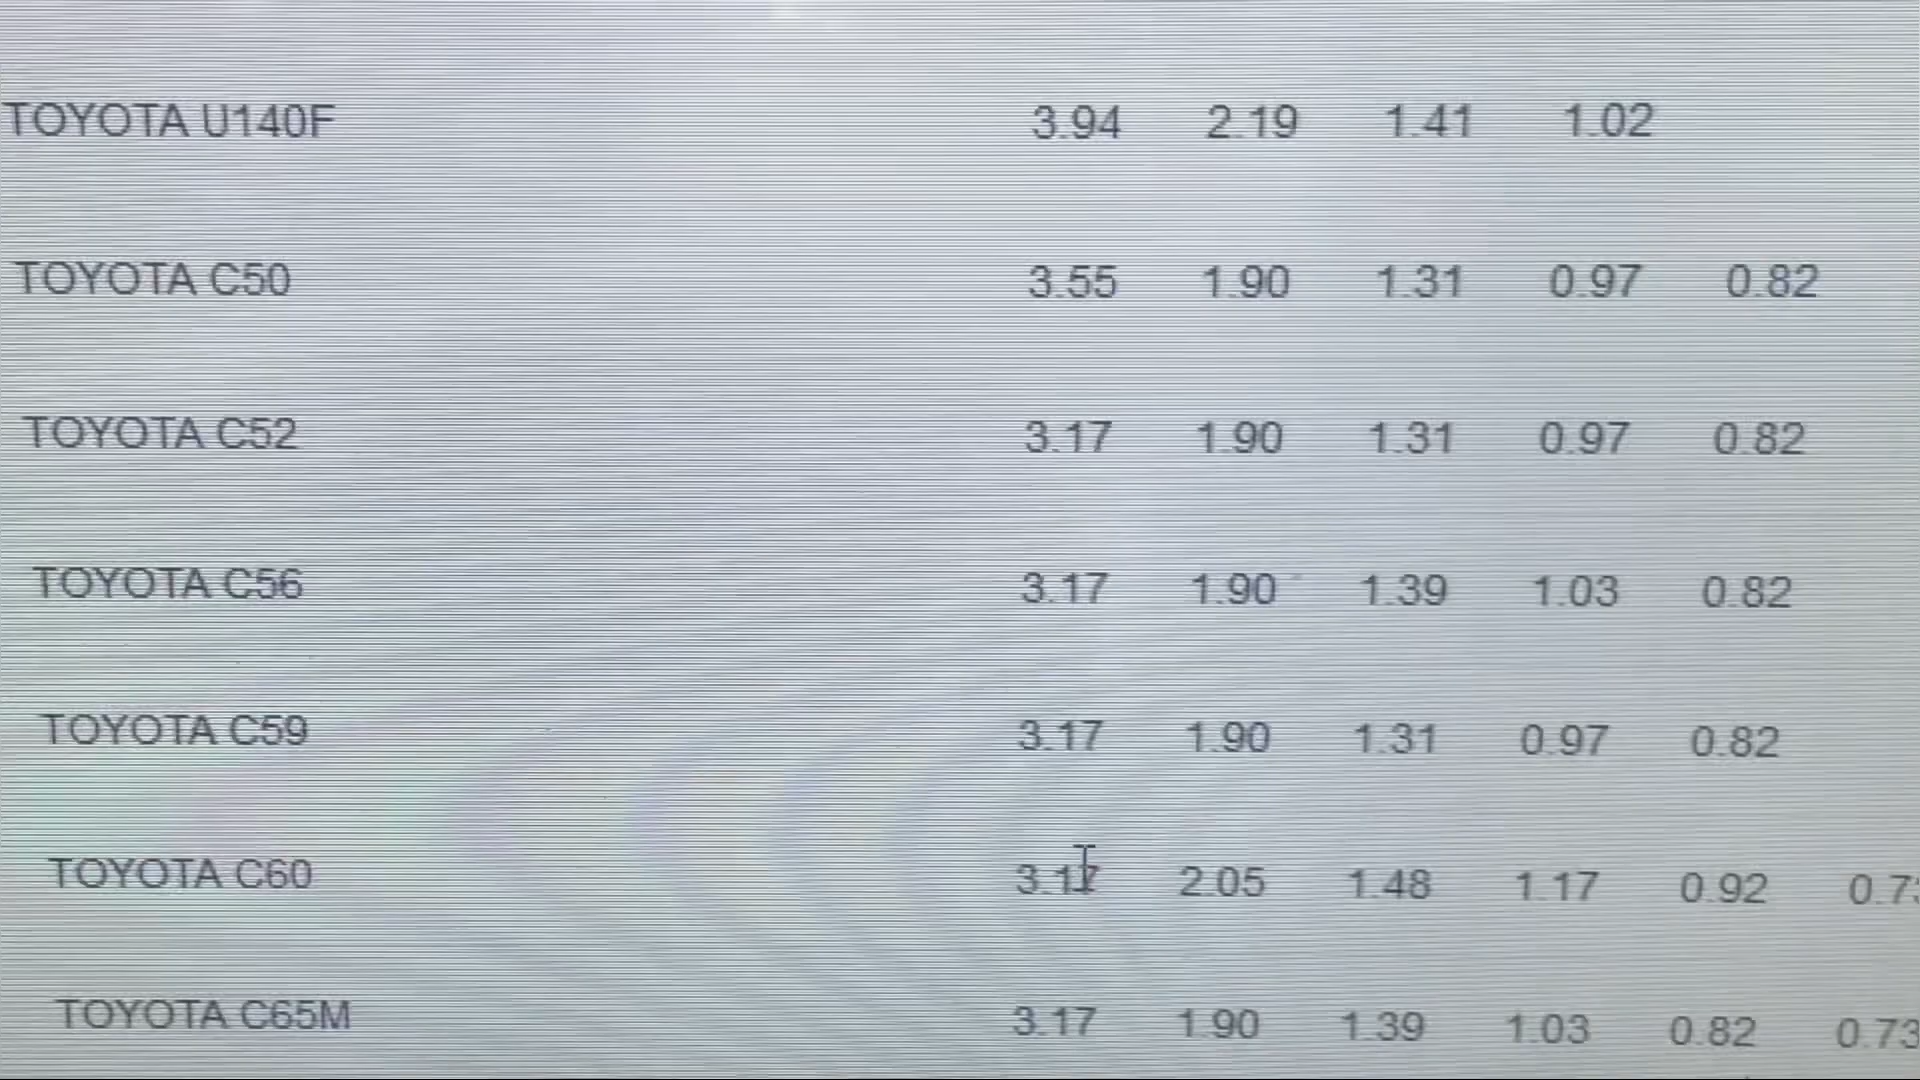 TOYOTA U140F 3.94 2.19 1.41 1.02
TOYOTA C50 3.55 1.90 1.31 0.97 0.82
TOYOTA C52 3.17 1.90 1.31 0.97 0.82
TOYOTA C56 3.17 1.90 1.39 1.03 0.82
TOYOTA C59 3.17 1.90 1.31 0.97 0.82
TOYOTA C60 3.17 2.05 1.48 1.17 0.92
TOYOTA C65M 3.17 1.90 1.39 1.03 0.82 0.73